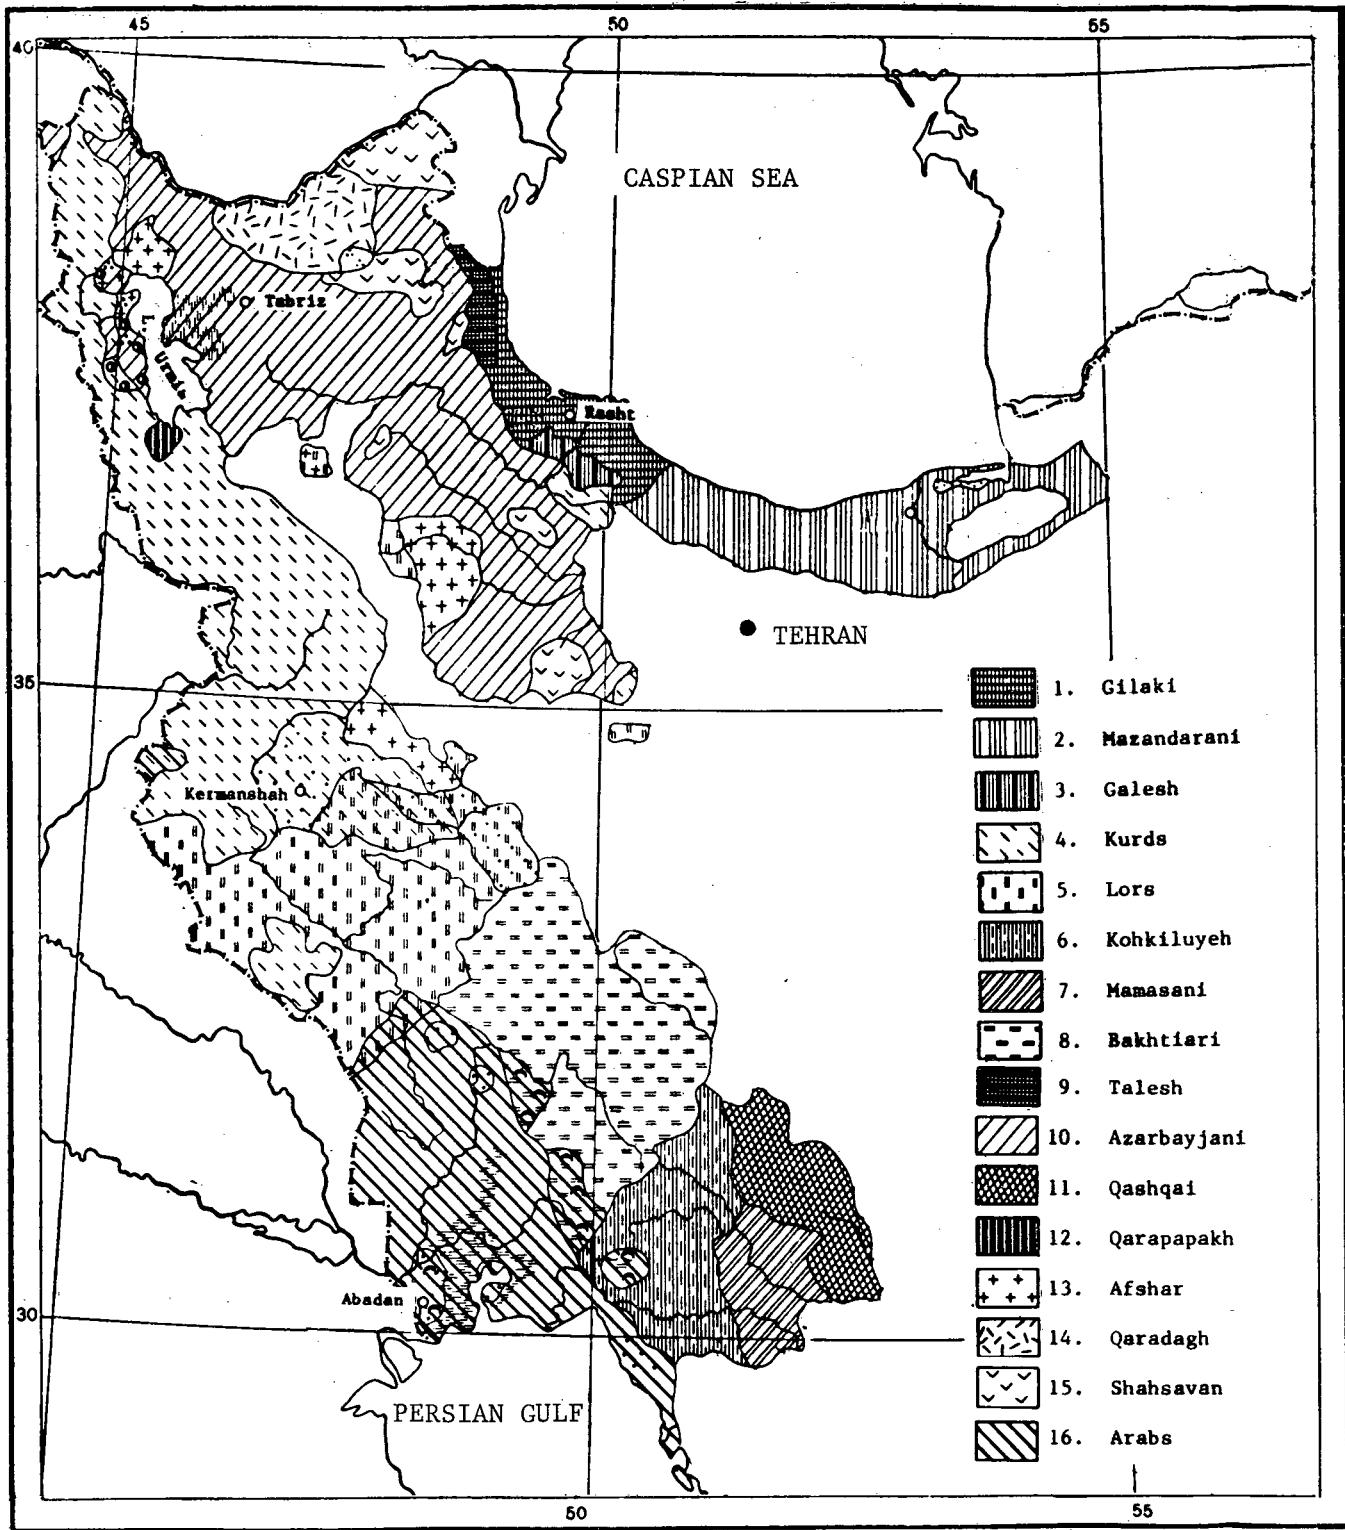 45 50 55
40
CASPIAN SEA
Tabriz
L. Urmia
Rasht
TEHRAN
35
1. Gilaki
2. Mazandarani
3. Galesh
Kermanshah
4. Kurds
5. Lors
6. Kohkiluyeh
7. Mamasani
8. Bakhtiari
9. Talesh
10. Azarbayjani
11. Qashqai
12. Qarapapakh
13. Afshar
Abadan
30
14. Qaradagh
15. Shahsavan
PERSIAN GULF
16. Arabs
50 55